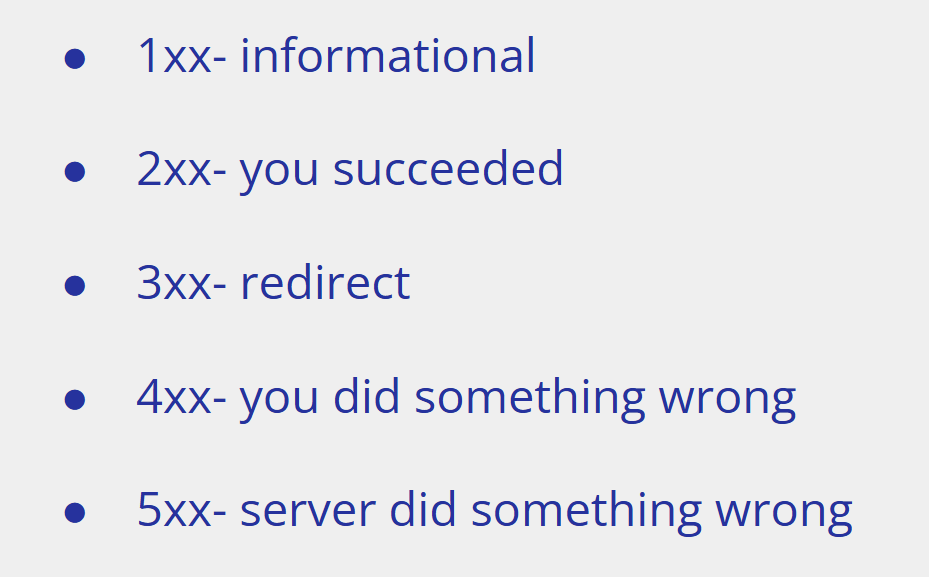 ● 1xx- informational
● 2xx- you succeeded
● 3xx- redirect
● 4xx- you did something wrong
● 5xx- server did something wrong